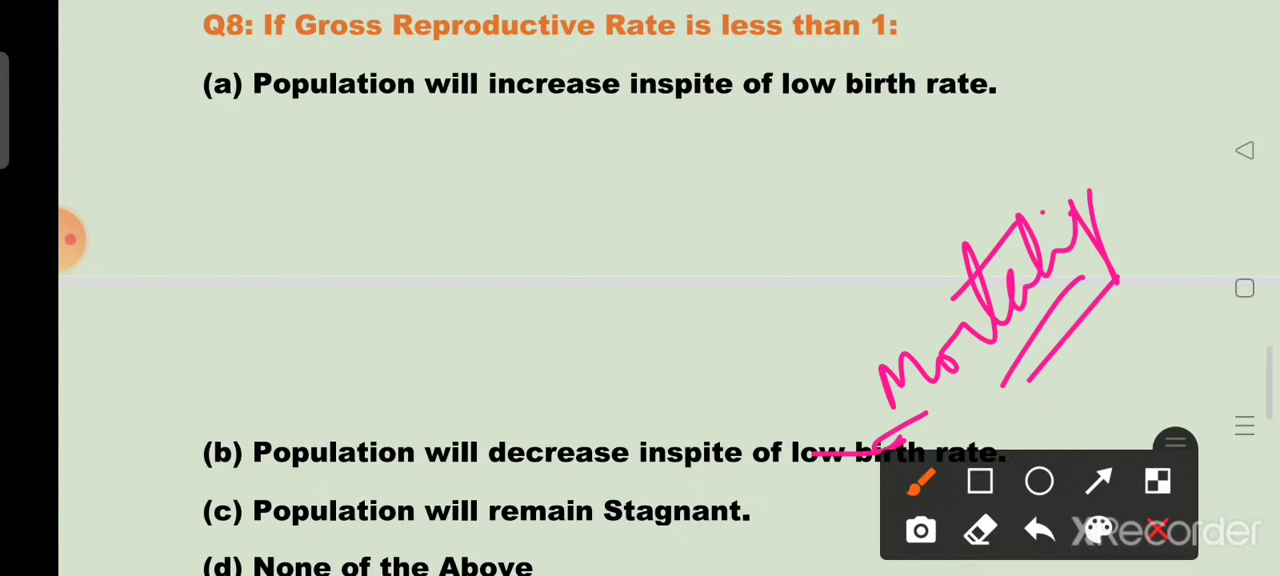 Q8: If Gross Reproductive Rate is less than 1:
(a) Population will increase inspite of low birth rate.
Mortality
(b) Population will decrease inspite of low birth rate.
(c) Population will remain Stagnant.
(d) None of the Above
XRecorder